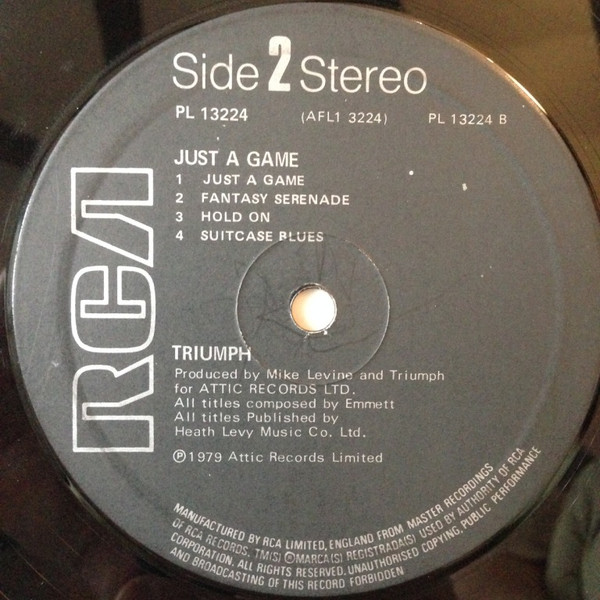 Side 2 Stereo
PL 13224 (AFL1 3224) PL 13224 B
JUST A GAME
1 JUST A GAME
2 FANTASY SERENADE
3 HOLD ON
4 SUITCASE BLUES
RCA
TRIUMPH
Produced by Mike Levine and Triumph
for ATTIC RECORDS LTD.
All titles composed by Emmett
All titles Published by
Heath Levy Music Co. Ltd.
Ⓟ1979 Attic Records Limited
MANUFACTURED BY RCA LIMITED, ENGLAND FROM MASTER RECORDINGS
OF RCA RECORDS, TM(S) ©MARCA(S) REGISTRADA(S) USED BY AUTHORITY OF RCA
CORPORATION. ALL RIGHTS RESERVED. UNAUTHORISED COPYING, PUBLIC PERFORMANCE
AND BROADCASTING OF THIS RECORD FORBIDDEN